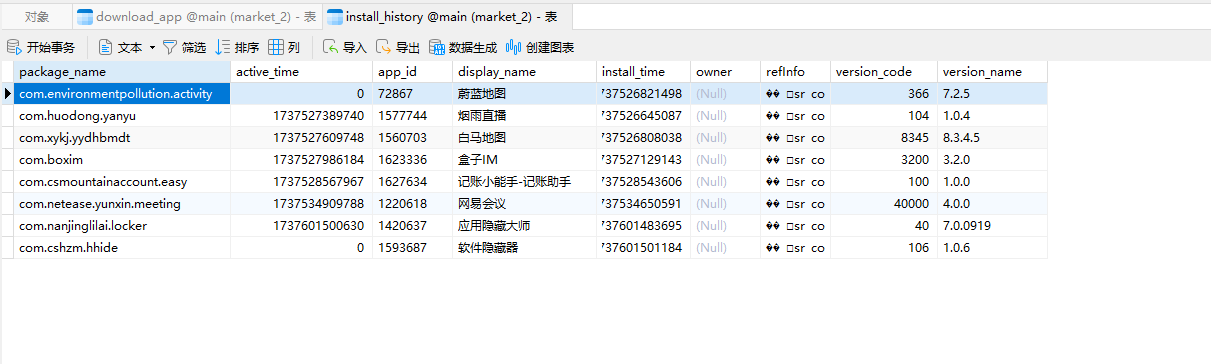 对象 download_app @main (market_2) - 表 install_history @main (market_2) - 表
开始事务 文本 筛选 排序 列 导入 导出 数据生成 创建图表
package_name active_time app_id display_name install_time owner refInfo version_code version_name
com.environmentpollution.activity 0 72867 蔚蓝地图 737526821498 (Null) �� □sr co 366 7.2.5
com.huodong.yanyu 1737527389740 1577744 烟雨直播 737526645087 (Null) �� □sr co 104 1.0.4
com.xykj.yydhbmdt 1737527609748 1560703 白马地图 737526808038 (Null) �� □sr co 8345 8.3.4.5
com.boxim 1737527986184 1623336 盒子IM 737527129143 (Null) �� □sr co 3200 3.2.0
com.csmountainaccount.easy 1737528567967 1627634 记账小能手-记账助手 737528543606 (Null) �� □sr co 100 1.0.0
com.netease.yunxin.meeting 1737534909788 1220618 网易会议 737534650591 (Null) �� □sr co 40000 4.0.0
com.nanjinglilai.locker 1737601500630 1420637 应用隐藏大师 737601483695 (Null) �� □sr co 40 7.0.0919
com.cshzm.hhide 0 1593687 软件隐藏器 737601501184 (Null) �� □sr co 106 1.0.6